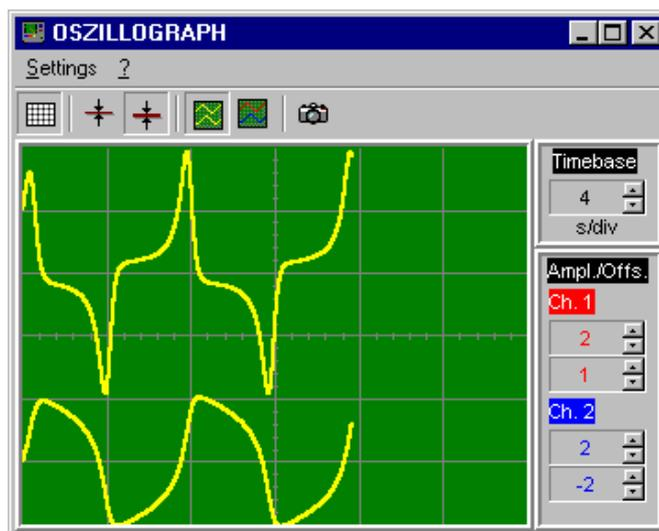 OSZILLOGRAPH
Settings ?
Timebase
4
s/div
Ampl./Offs.
Ch. 1
2
1
Ch. 2
2
-2